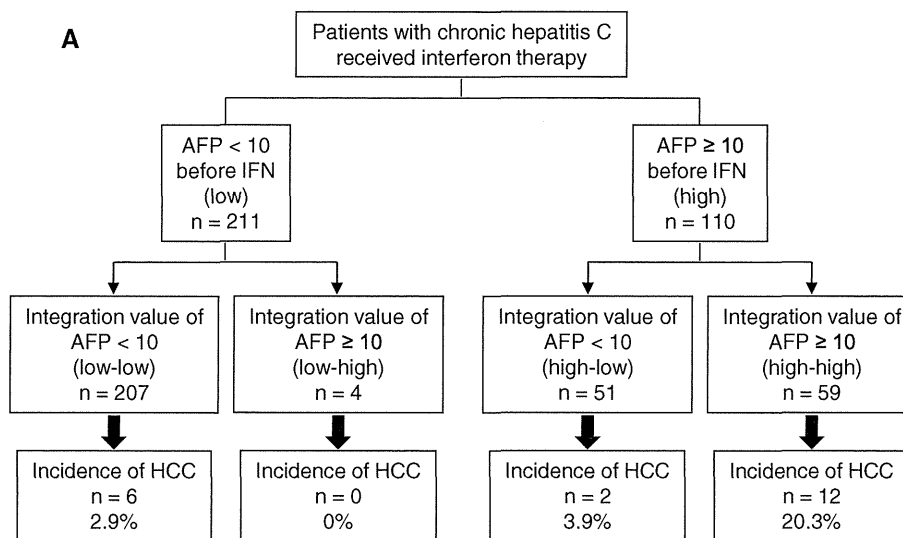 A
Patients with chronic hepatitis C
received interferon therapy
AFP < 10
before IFN
(low)
n = 211
AFP ≥ 10
before IFN
(high)
n = 110
Integration value of
AFP < 10
(low-low)
n = 207
Integration value of
AFP ≥ 10
(low-high)
n = 4
Integration value of
AFP < 10
(high-low)
n = 51
Integration value of
AFP ≥ 10
(high-high)
n = 59
Incidence of HCC
n = 6
2.9%
Incidence of HCC
n = 0
0%
Incidence of HCC
n = 2
3.9%
Incidence of HCC
n = 12
20.3%